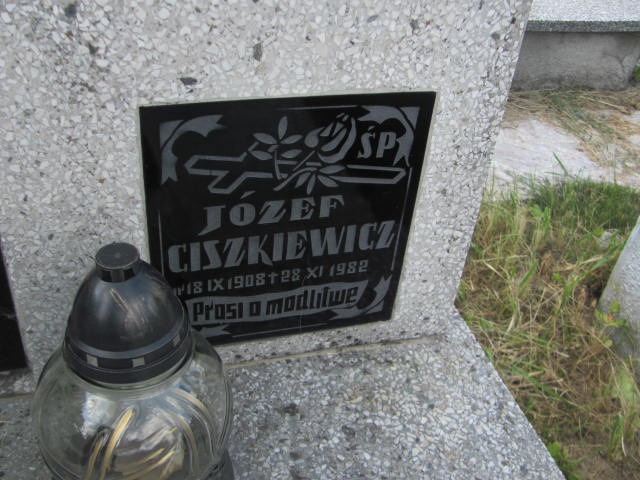 ŚP
JÓZEF
CISZKIEWICZ
18 IX 1908 † 28 XI 1982
Prosi o modlitwę